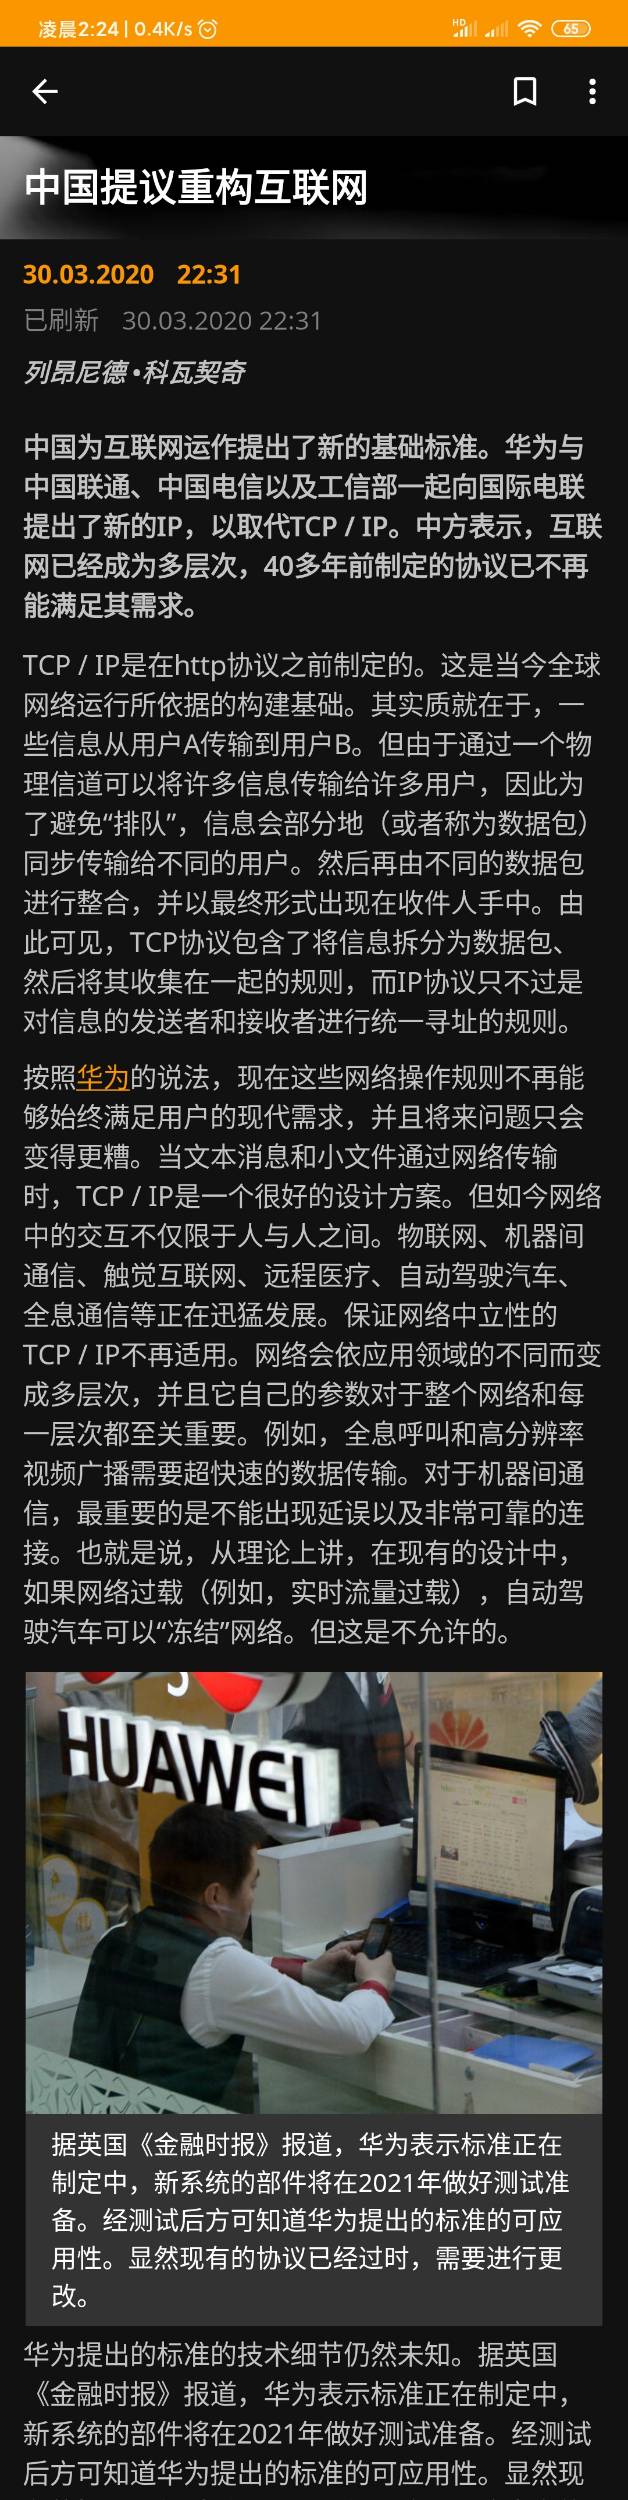 凌晨2:24 | 0.4K/s
HD
65
中国提议重构互联网
30.03.2020 22:31
已刷新 30.03.2020 22:31
列昂尼德•科瓦契奇
中国为互联网运作提出了新的基础标准。华为与
中国联通、中国电信以及工信部一起向国际电联
提出了新的IP，以取代TCP / IP。中方表示，互联
网已经成为多层次，40多年前制定的协议已不再
能满足其需求。
TCP / IP是在http协议之前制定的。这是当今全球
网络运行所依据的构建基础。其实质就在于，一
些信息从用户A传输到用户B。但由于通过一个物
理信道可以将许多信息传输给许多用户，因此为
了避免“排队”，信息会部分地（或者称为数据包）
同步传输给不同的用户。然后再由不同的数据包
进行整合，并以最终形式出现在收件人手中。由
此可见，TCP协议包含了将信息拆分为数据包、
然后将其收集在一起的规则，而IP协议只不过是
对信息的发送者和接收者进行统一寻址的规则。
按照华为的说法，现在这些网络操作规则不再能
够始终满足用户的现代需求，并且将来问题只会
变得更糟。当文本消息和小文件通过网络传输
时，TCP / IP是一个很好的设计方案。但如今网络
中的交互不仅限于人与人之间。物联网、机器间
通信、触觉互联网、远程医疗、自动驾驶汽车、
全息通信等正在迅猛发展。保证网络中立性的
TCP / IP不再适用。网络会依应用领域的不同而变
成多层次，并且它自己的参数对于整个网络和每
一层次都至关重要。例如，全息呼叫和高分辨率
视频广播需要超快速的数据传输。对于机器间通
信，最重要的是不能出现延误以及非常可靠的连
接。也就是说，从理论上讲，在现有的设计中，
如果网络过载（例如，实时流量过载），自动驾
驶汽车可以“冻结”网络。但这是不允许的。
HUAWEI
据英国《金融时报》报道，华为表示标准正在
制定中，新系统的部件将在2021年做好测试准
备。经测试后方可知道华为提出的标准的可应
用性。显然现有的协议已经过时，需要进行更
改。
华为提出的标准的技术细节仍然未知。据英国
《金融时报》报道，华为表示标准正在制定中，
新系统的部件将在2021年做好测试准备。经测试
后方可知道华为提出的标准的可应用性。显然现